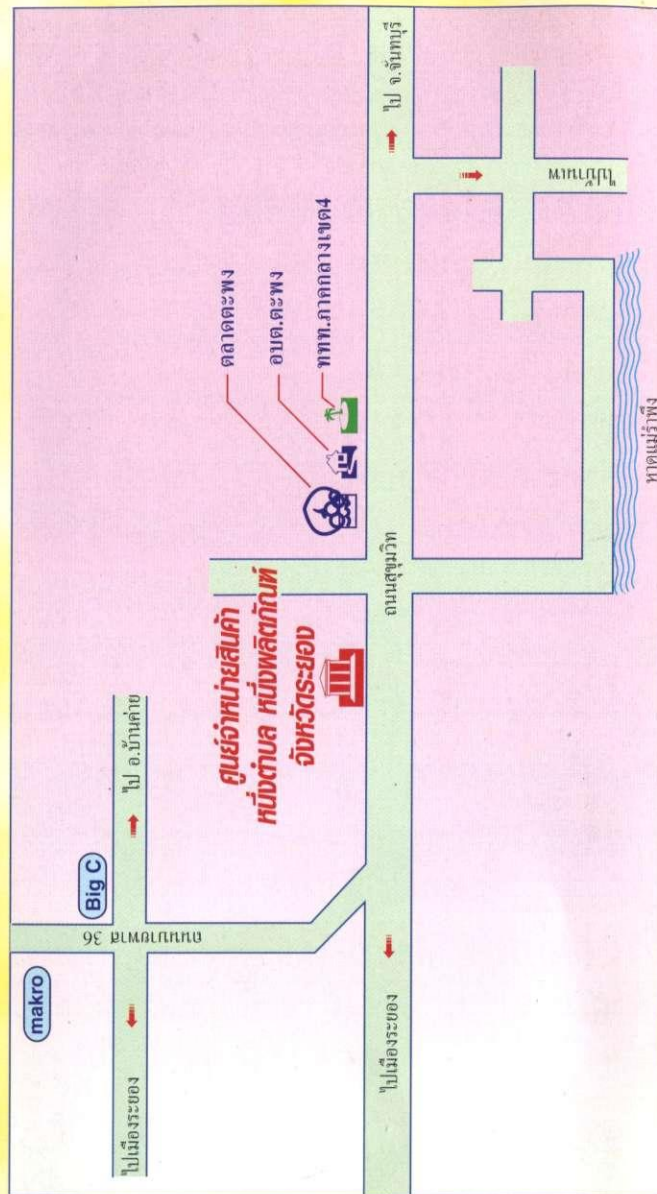 makro
Big C
ถนนบายพาส 36
ไปเมืองระยอง
ไป อ.บ้านค่าย
ศูนย์จำหน่ายสินค้า
หนึ่งตำบล หนึ่งผลิตภัณฑ์
จังหวัดระยอง
ตลาดตะพง
อบต.ตะพง
ททท.ภาคกลางเขต4
ไปเมืองระยอง
ถนนสุขุมวิท
ไป จ.จันทบุรี
ไปบ้านเพ
หาดแม่รำพึง